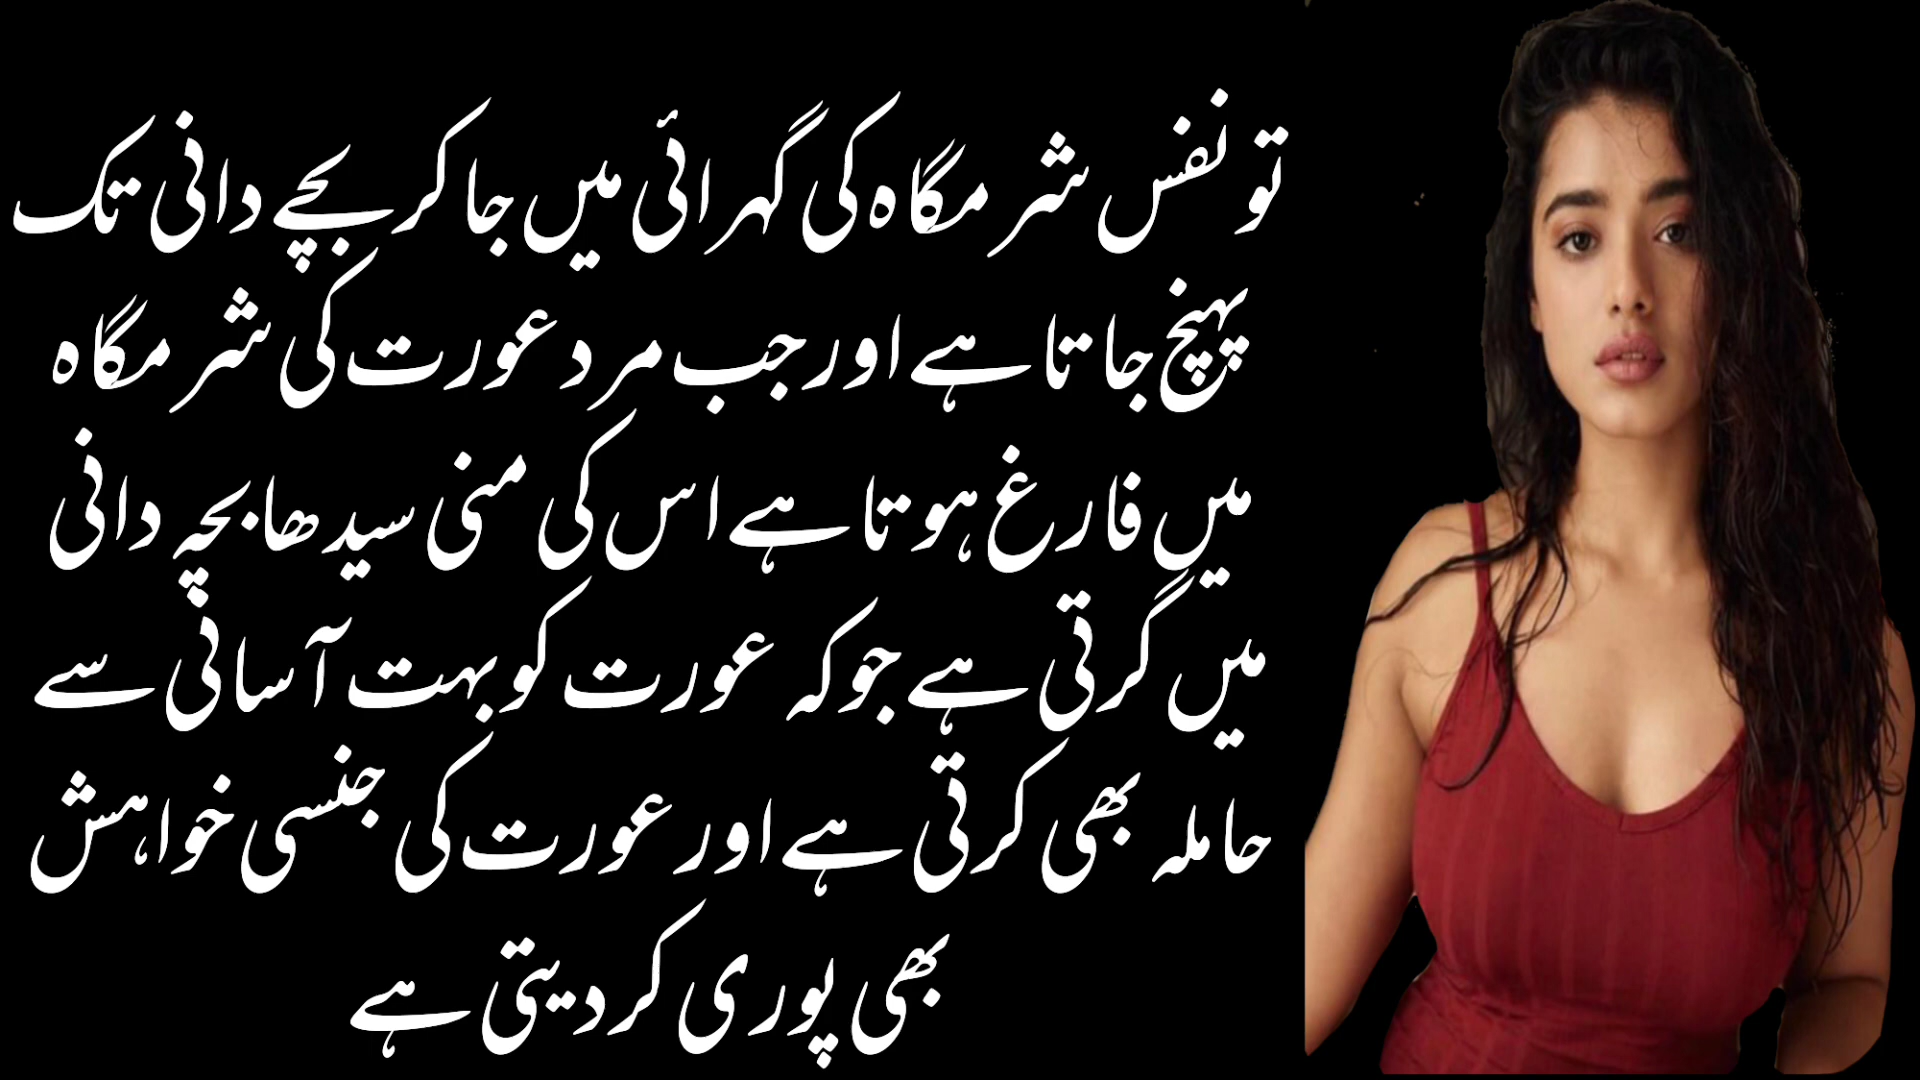 تو نفس شرمگاہ کی گہرائی میں جا کر بچے دانی تک
پہنچ جاتا ہے اور جب مرد عورت کی شرمگاہ
میں فارغ ہوتا ہے اس کی منی سیدھا بچہ دانی
میں گرتی ہے جو کہ عورت کو بہت آسانی سے
حاملہ بھی کرتی ہے اور عورت کی جنسی خواہش
بھی پوری کر دیتی ہے